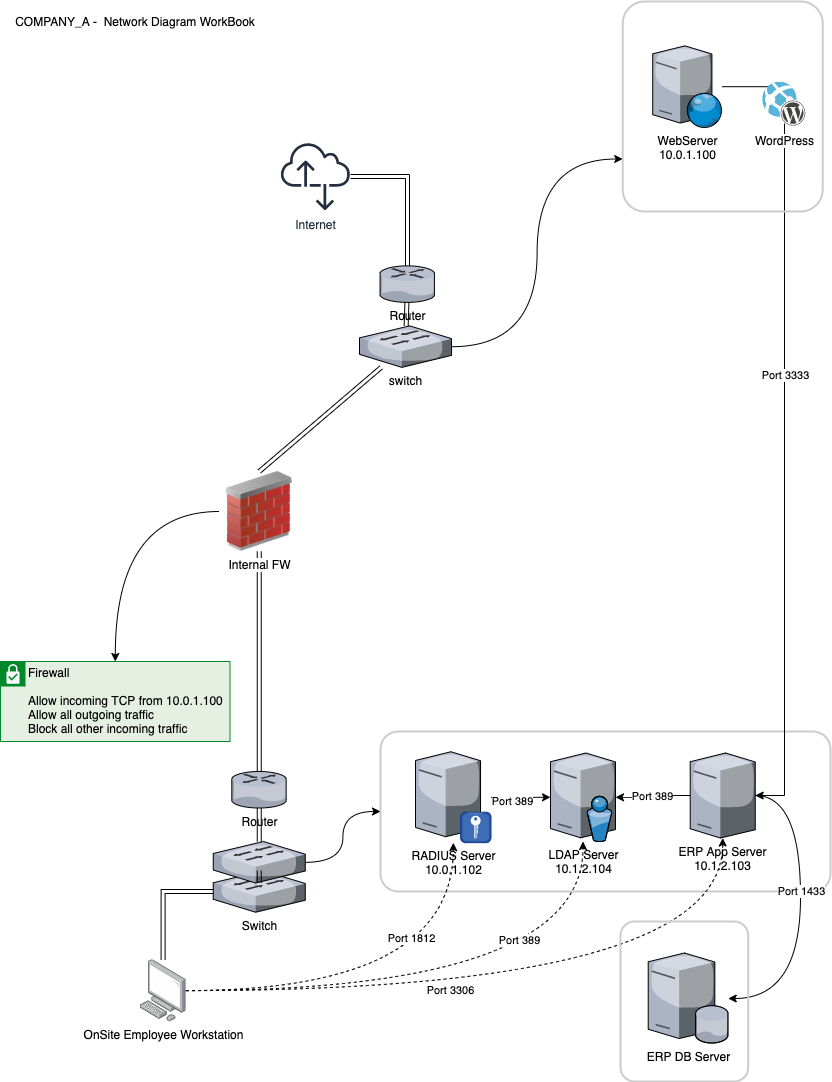 COMPANY_A -  Network Diagram WorkBook
WebServer
10.0.1.100
WordPress
Internet
Router
switch
Port 3333
Internal FW
Firewall
Allow incoming TCP from 10.0.1.100
Allow all outgoing traffic
Block all other incoming traffic
Router
Port 389
Port 389
RADIUS Server
10.0.1.102
LDAP Server
10.1.2.104
ERP App Server
10.1.2.103
Switch
Port 1433
Port 1812
Port 389
Port 3306
OnSite Employee Workstation
ERP DB Server